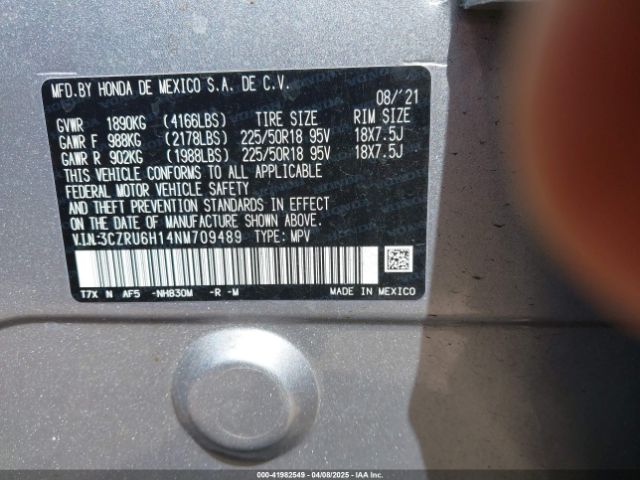 MFD.BY HONDA DE MEXICO S.A. DE C.V.
08/'21
GVWR 1890KG (4166LBS) TIRE SIZE RIM SIZE
GAWR F 988KG (2178LBS) 225/50R18 95V 18X7.5J
GAWR R 902KG (1988LBS) 225/50R18 95V 18X7.5J
THIS VEHICLE CONFORMS TO ALL APPLICABLE
FEDERAL MOTOR VEHICLE SAFETY
AND THEFT PREVENTION STANDARDS IN EFFECT
ON THE DATE OF MANUFACTURE SHOWN ABOVE.
V.I.N.:3CZRU6H14NM709489 TYPE: MPV
T7X N AF5 -NH830M -R -M MADE IN MEXICO
000-41982549 - 04/08/2025 - IAA Inc.